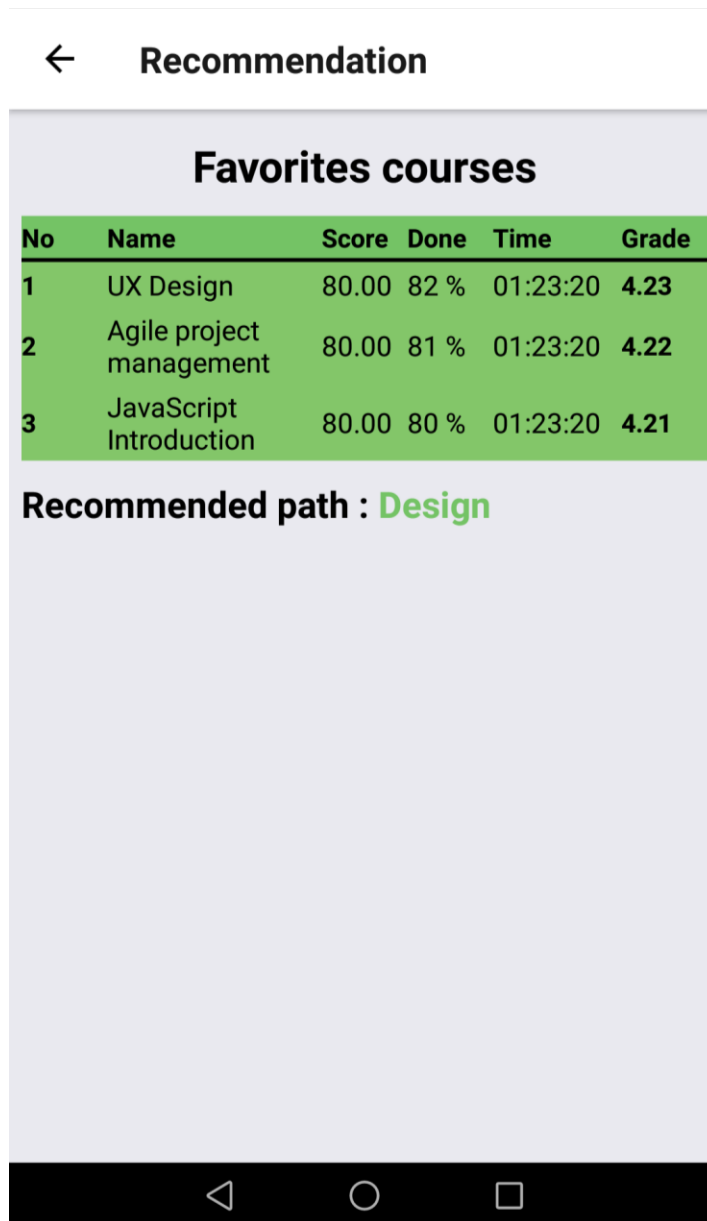 Recommendation
Favorites courses
No Name Score Done Time Grade
1 UX Design 80.00 82 % 01:23:20 4.23
2 Agile project management 80.00 81 % 01:23:20 4.22
3 JavaScript Introduction 80.00 80 % 01:23:20 4.21
Recommended path : Design